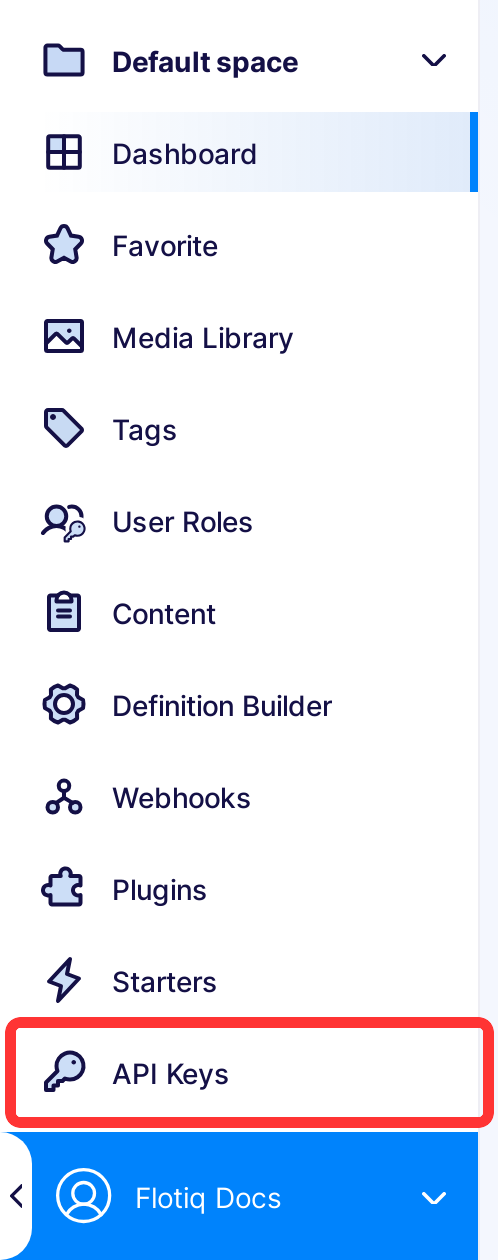 Default space
Dashboard
Favorite
Media Library
Tags
User Roles
Content
Definition Builder
Webhooks
Plugins
Starters
API Keys
Flotiq Docs